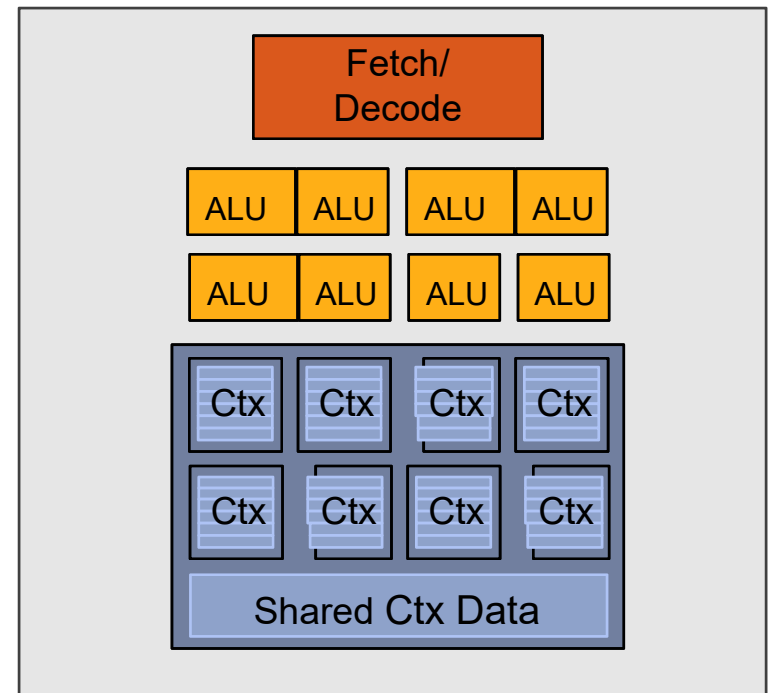 Fetch/
Decode
ALU ALU ALU ALU
ALU ALU ALU ALU
Ctx Ctx Ctx Ctx
Ctx Ctx Ctx Ctx
Shared Ctx Data